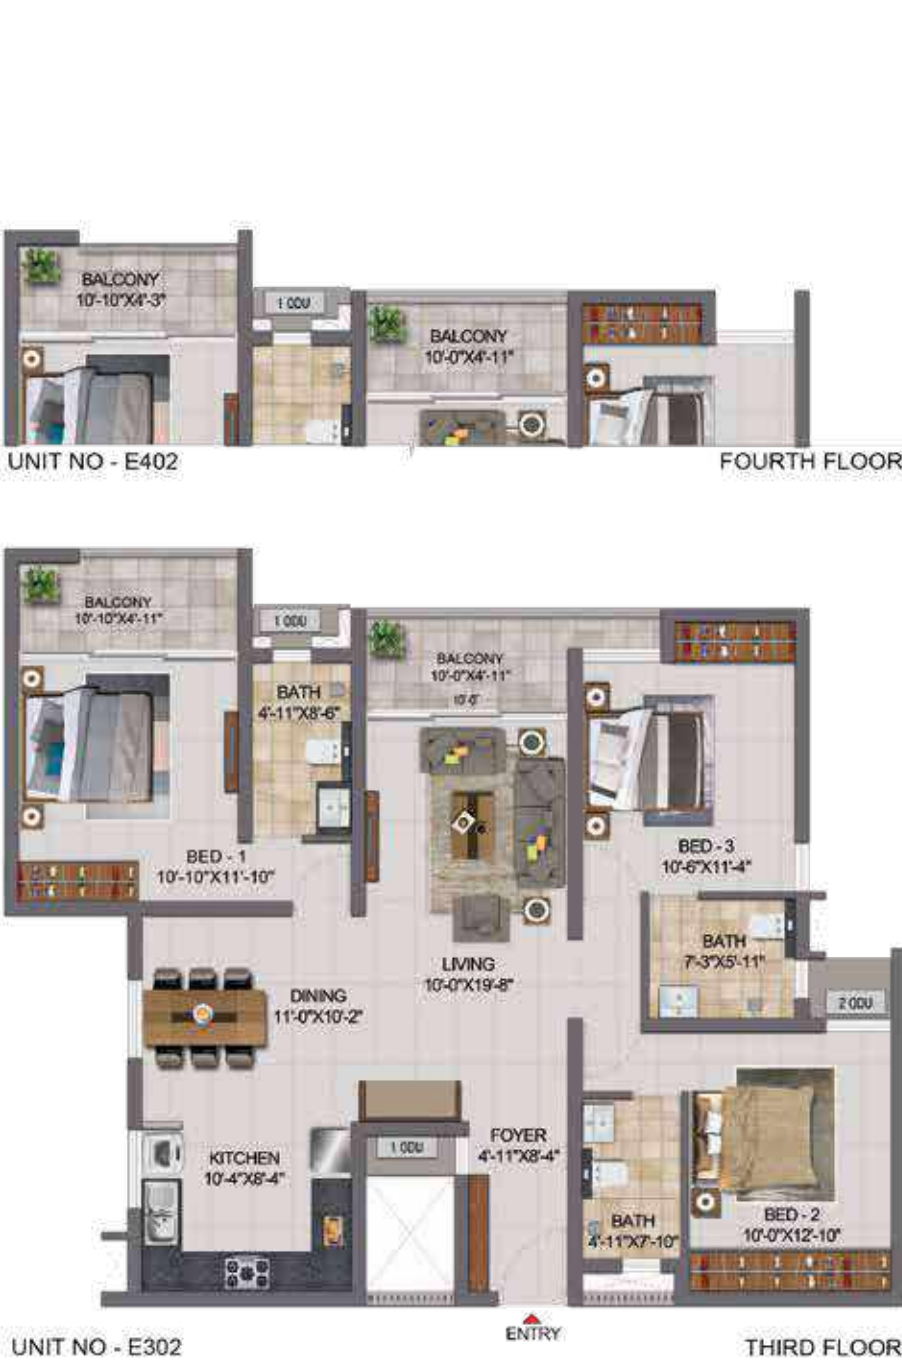 BALCONY
10'-10"X4'-3"
1 ODU
BALCONY
10'-0"X4'-11"
UNIT NO - E402
FOURTH FLOOR
BALCONY
10'-10"X4'-11"
1 ODU
BALCONY
10'-0"X4'-11"
10'-0"
BATH
4'-11"X8'-6"
BED - 1
10'-10"X11'-10"
BED - 3
10'-6"X11'-4"
BATH
7'-3"X5'-11"
LIVING
10'-0"X19'-8"
DINING
11'-0"X10'-2"
2 ODU
FOYER
4'-11"X8'-4"
1 ODU
KITCHEN
10'-4"X8'-4"
BATH
4'-11"X7'-10"
BED - 2
10'-0"X12'-10"
ENTRY
UNIT NO - E302
THIRD FLOOR